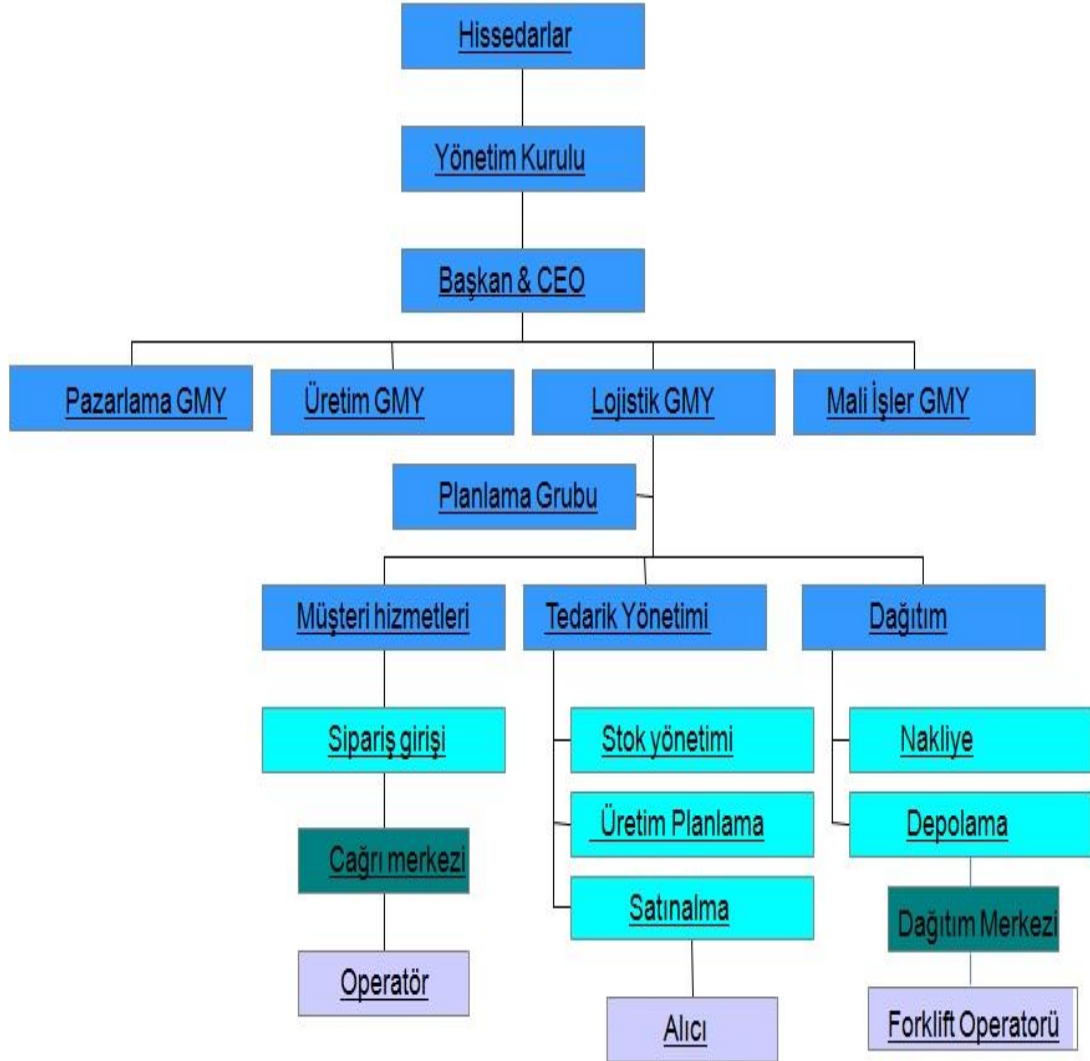 Hissedarlar
Yönetim Kurulu
Başkan & CEO
Pazarlama GMY
Üretim GMY
Lojistik GMY
Mali İşler GMY
Planlama Grubu
Müşteri hizmetleri
Tedarik Yönetimi
Dağıtım
Sipariş girişi
Stok yönetimi
Nakliye
Üretim Planlama
Depolama
Cağrı merkezi
Satınalma
Dağıtım Merkezi
Operatör
Alıcı
Forklift Operatorü